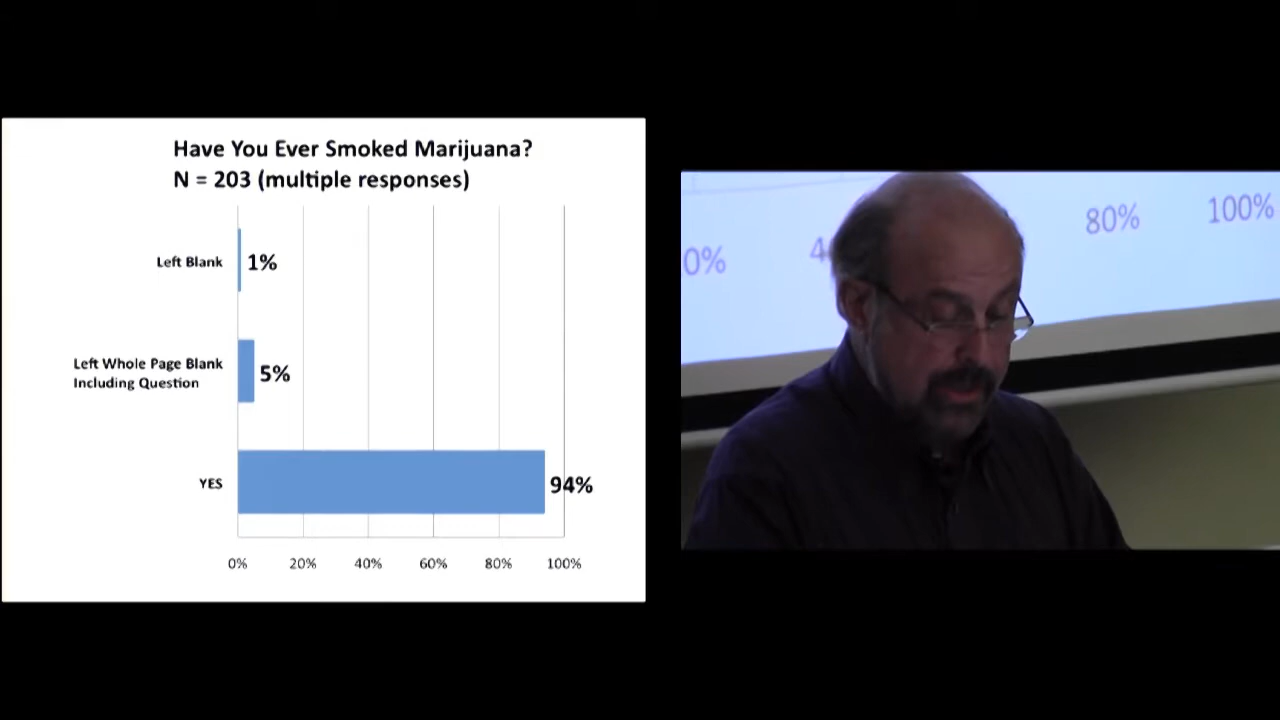 Have You Ever Smoked Marijuana?
N = 203 (multiple responses)
Left Blank
1%
Left Whole Page Blank
Including Question
5%
YES
94%
0% 20% 40% 60% 80% 100%
0% 80% 100%